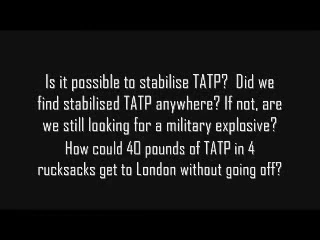 Is it possible to stabilise TATP? Did we
find stabilised TATP anywhere? If not, are
we still looking for a military explosive?
How could 40 pounds of TATP in 4
rucksacks get to London without going off?